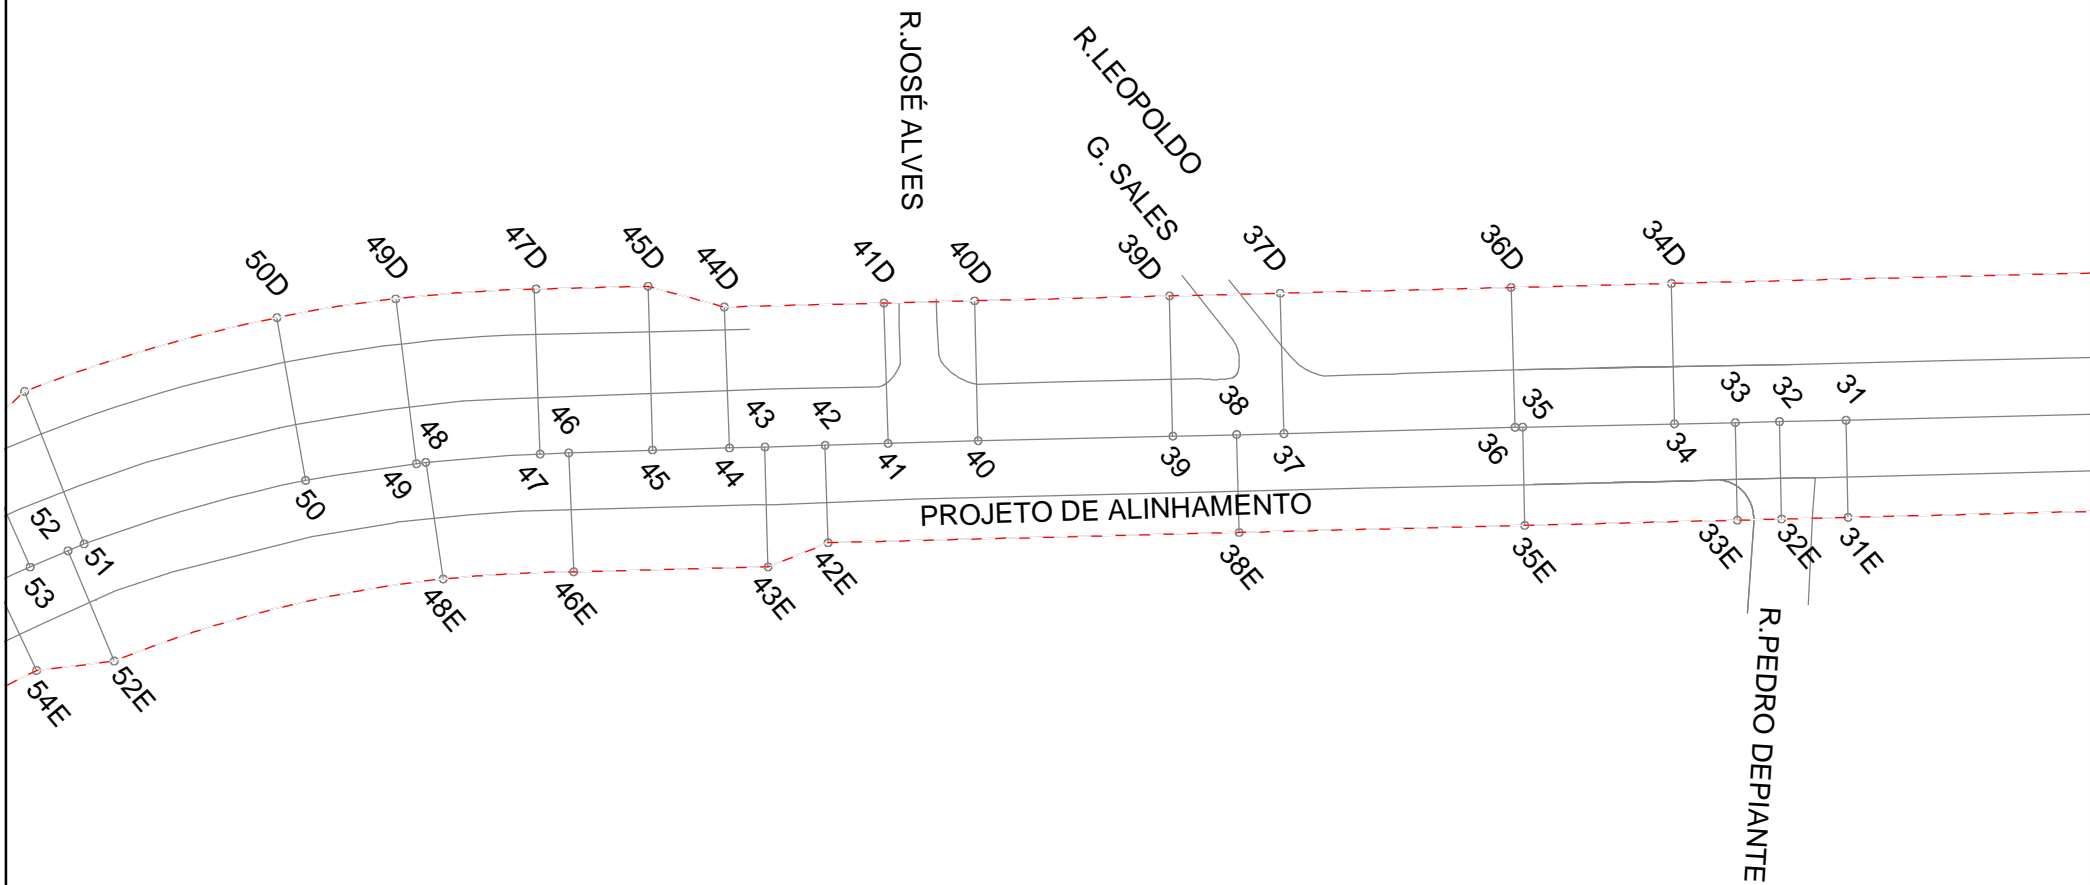 R.JOSÉ ALVES
R.LEOPOLDO
G. SALES
50D
49D
47D
45D
44D
41D
40D
39D
37D
36D
34D
52
51
53
50
49
48
47
46
45
44
43
42
41
40
39
38
37
36
35
34
33
32
31
PROJETO DE ALINHAMENTO
54E
52E
48E
46E
43E
42E
38E
35E
33E
32E
31E
R.PEDRO DEPIANTE